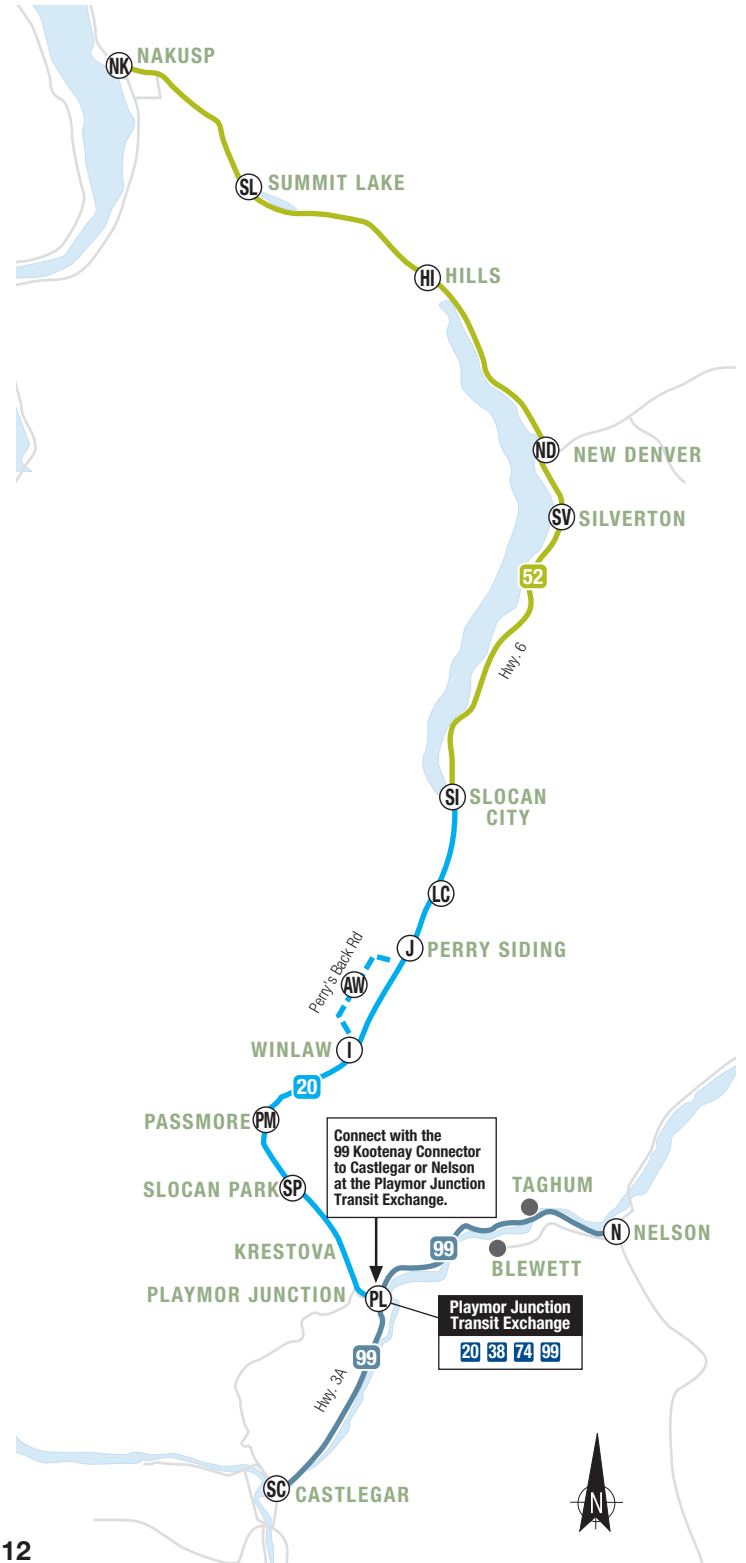 NK NAKUSP
SL SUMMIT LAKE
HI HILLS
ND NEW DENVER
SV SILVERTON
52
Hwy. 6
SI SLOCAN
CITY
LC
J PERRY SIDING
Perry's Back Rd
AW
WINLAW I
20
PASSMORE PM
Connect with the
99 Kootenay Connector
to Castlegar or Nelson
at the Playmor Junction
Transit Exchange.
SLOCAN PARK SP
TAGHUM
N NELSON
KRESTOVA
99
BLEWETT
PLAYMOR JUNCTION PL
Playmor Junction
Transit Exchange
20 38 74 99
99
Hwy. 3A
SC CASTLEGAR
N
12